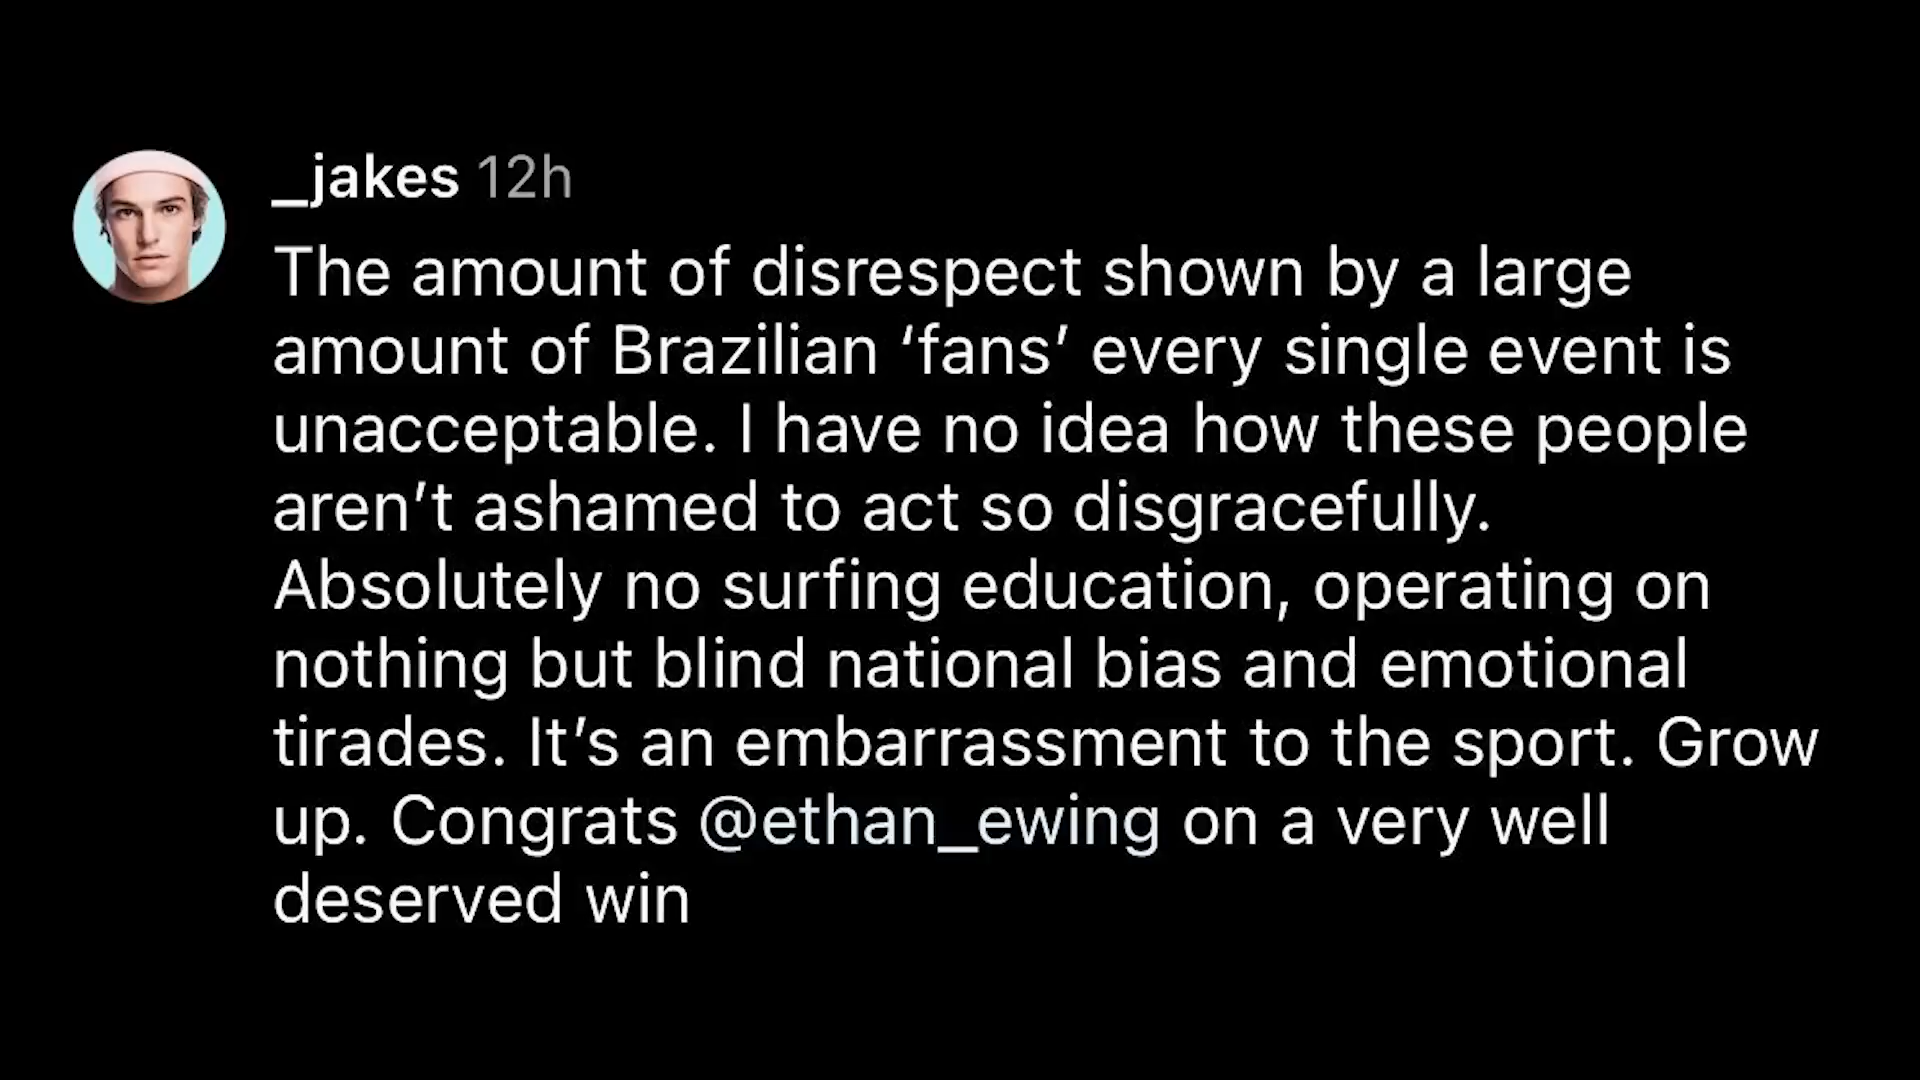 _jakes 12h
The amount of disrespect shown by a large
amount of Brazilian ‘fans’ every single event is
unacceptable. I have no idea how these people
aren’t ashamed to act so disgracefully.
Absolutely no surfing education, operating on
nothing but blind national bias and emotional
tirades. It’s an embarrassment to the sport. Grow
up. Congrats @ethan_ewing on a very well
deserved win